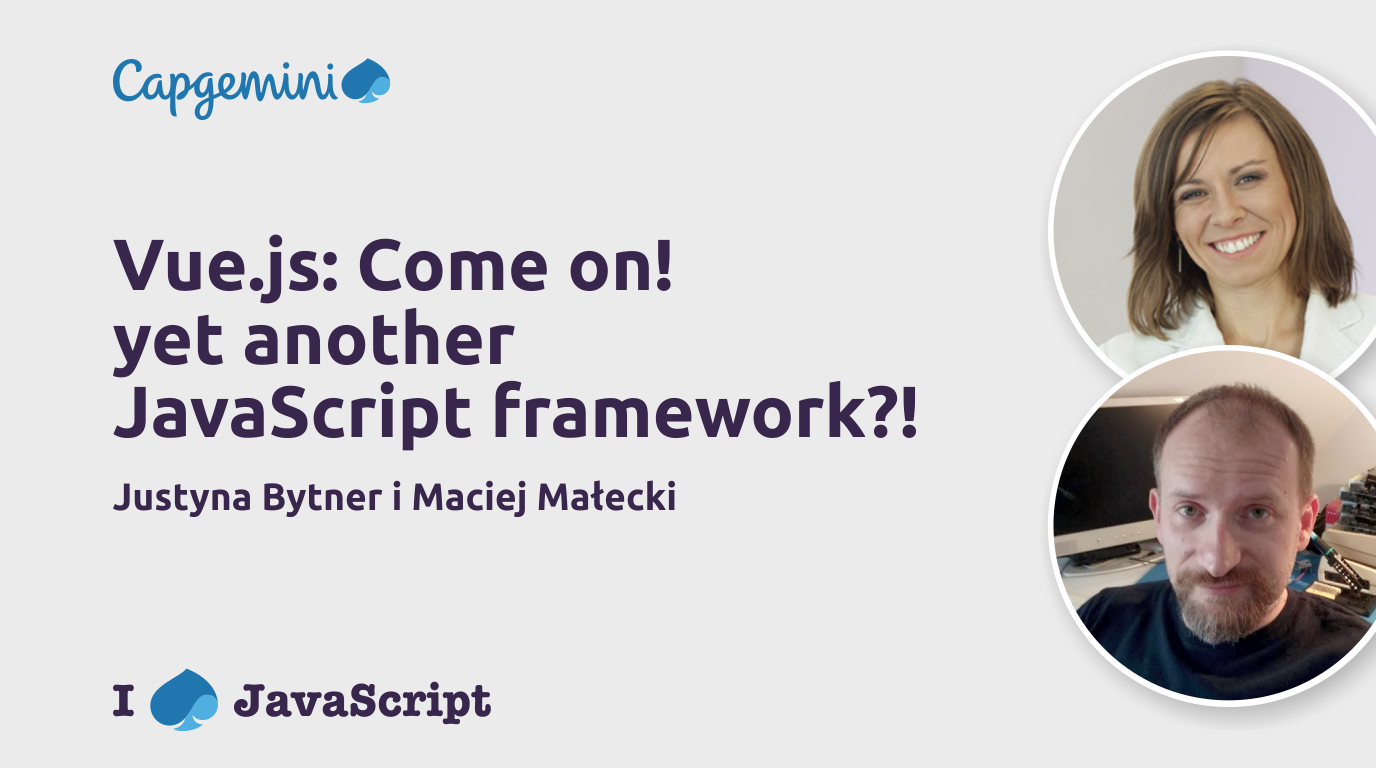 Capgemini
Vue.js: Come on!
yet another
JavaScript framework?!
Justyna Bytner i Maciej Małecki
I JavaScript